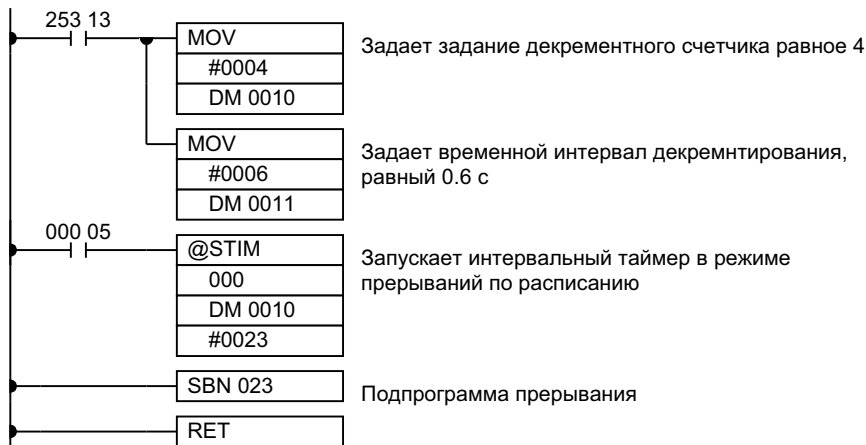 253 13
MOV
#0004
DM 0010
Задает задание декрементного счетчика равное 4
MOV
#0006
DM 0011
Задает временной интервал декремнтирования,
равный 0.6 с
000 05
@STIM
000
DM 0010
#0023
Запускает интервальный таймер в режиме
прерываний по расписанию
SBN 023
Подпрограмма прерывания
RET